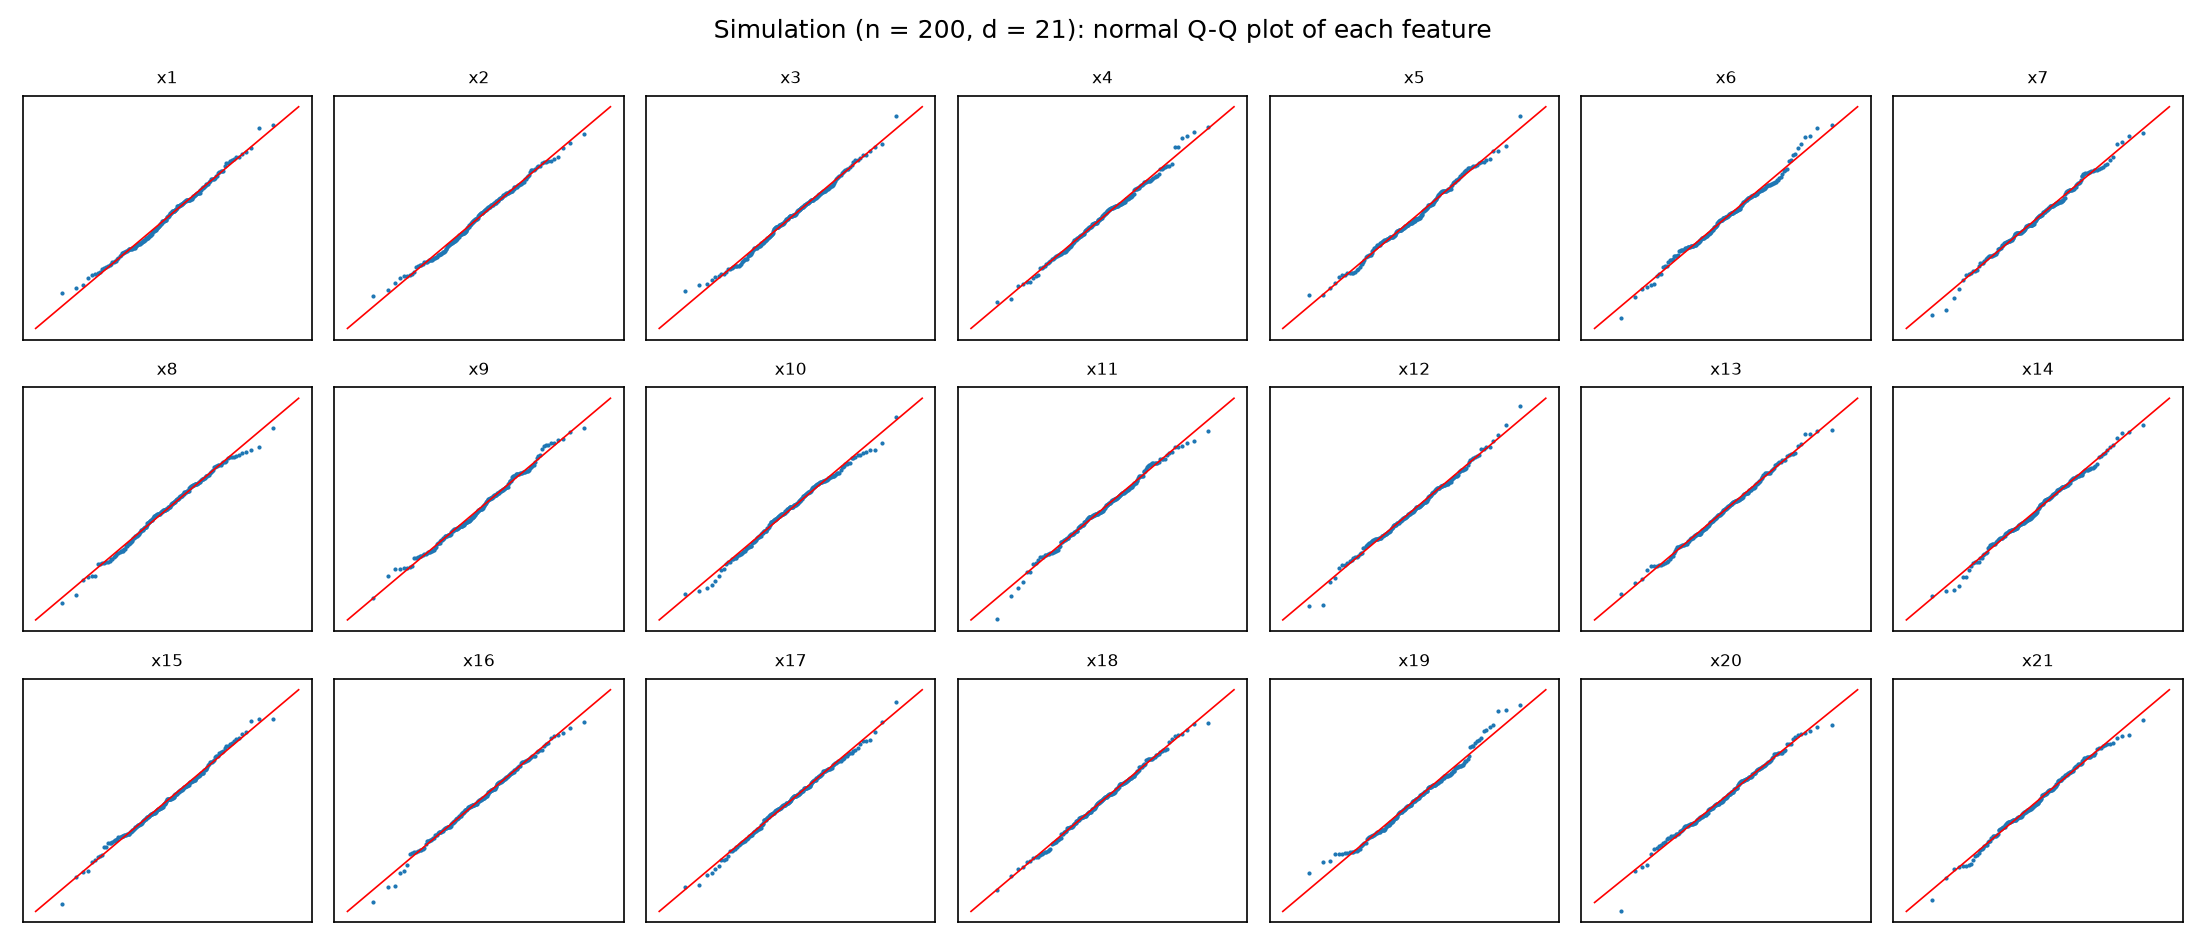 Simulation (n = 200, d = 21): normal Q-Q plot of each feature
x1 x2 x3 x4 x5 x6 x7
x8 x9 x10 x11 x12 x13 x14
x15 x16 x17 x18 x19 x20 x21